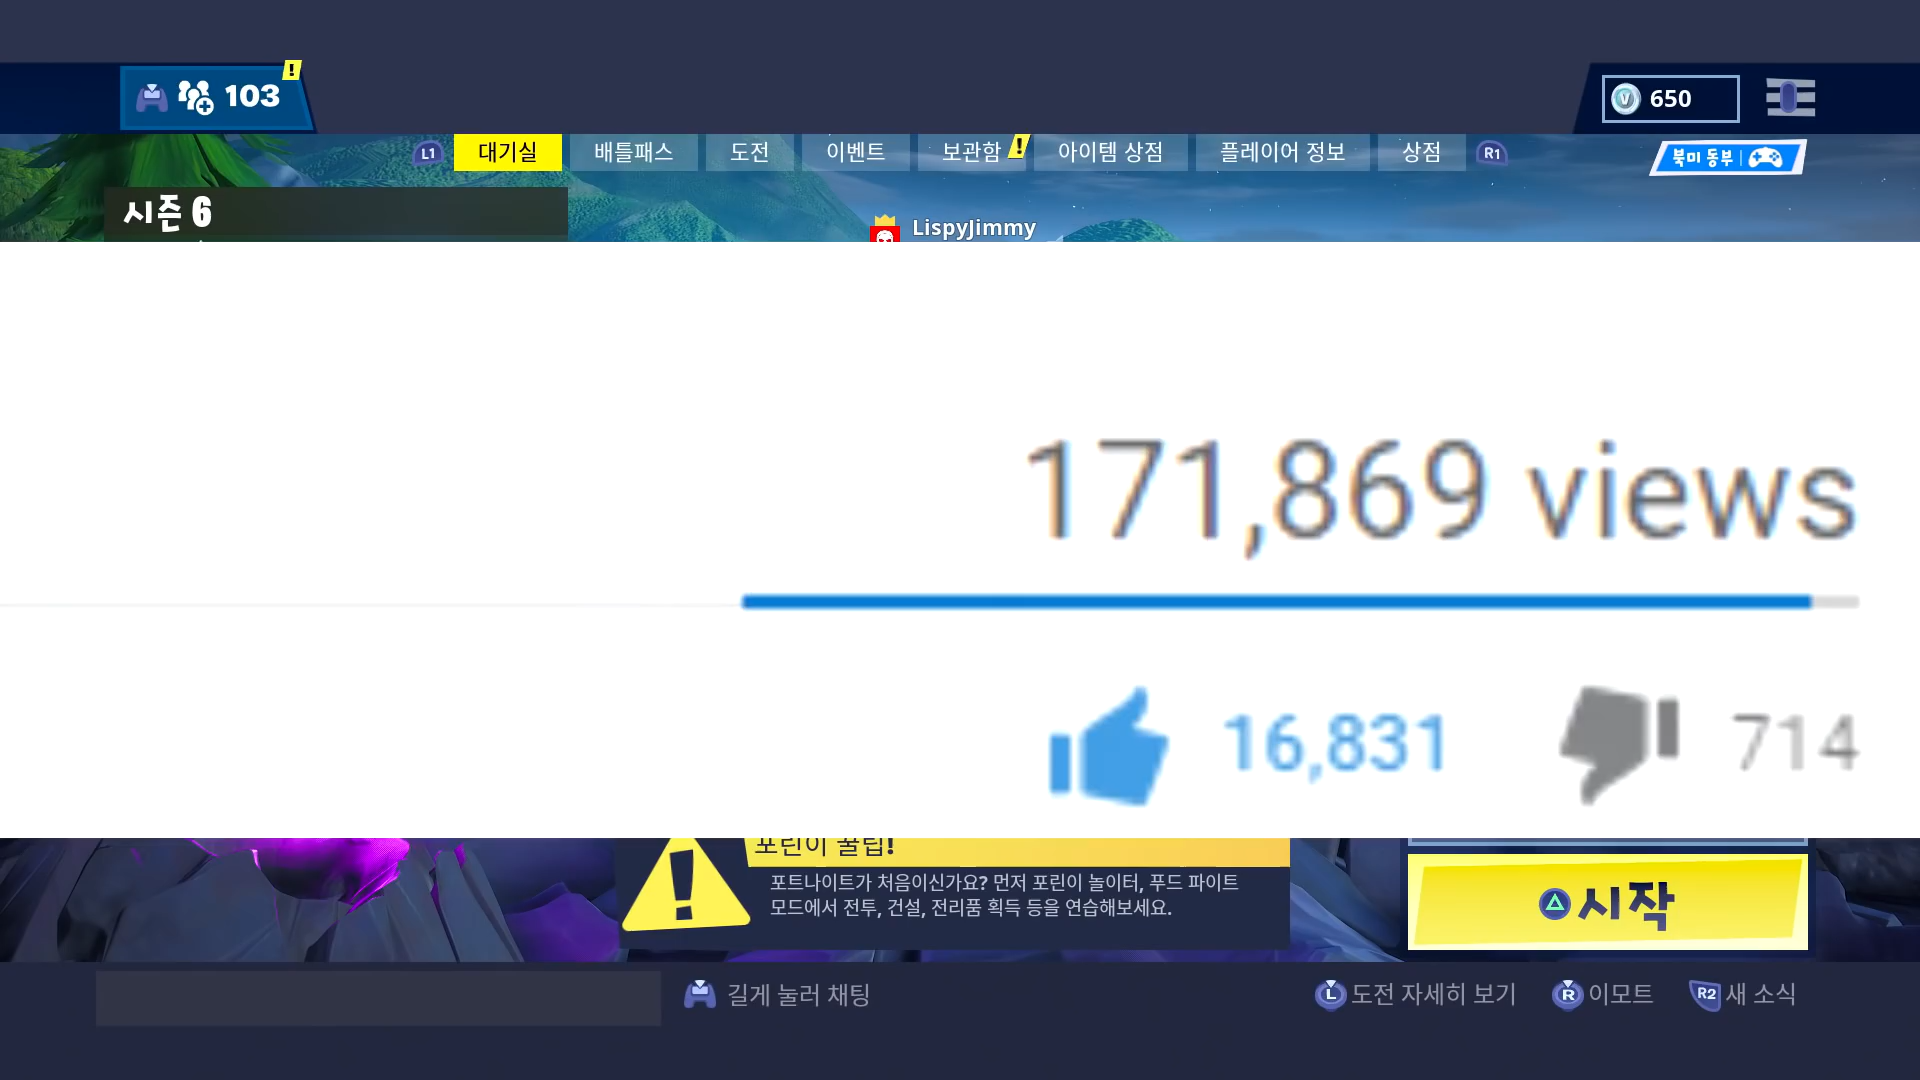 103
650
L1 대기실 배틀패스 도전 이벤트 보관함 아이템 상점 플레이어 정보 상점 R1
북미 동부
시즌 6
LispyJimmy
171,869 views
16,831 714
포린이 꿀팁!
포트나이트가 처음이신가요? 먼저 포린이 놀이터, 푸드 파이트
모드에서 전투, 건설, 전리품 획득 등을 연습해보세요.
시작
길게 눌러 채팅
L 도전 자세히 보기 R 이모트 R2 새 소식